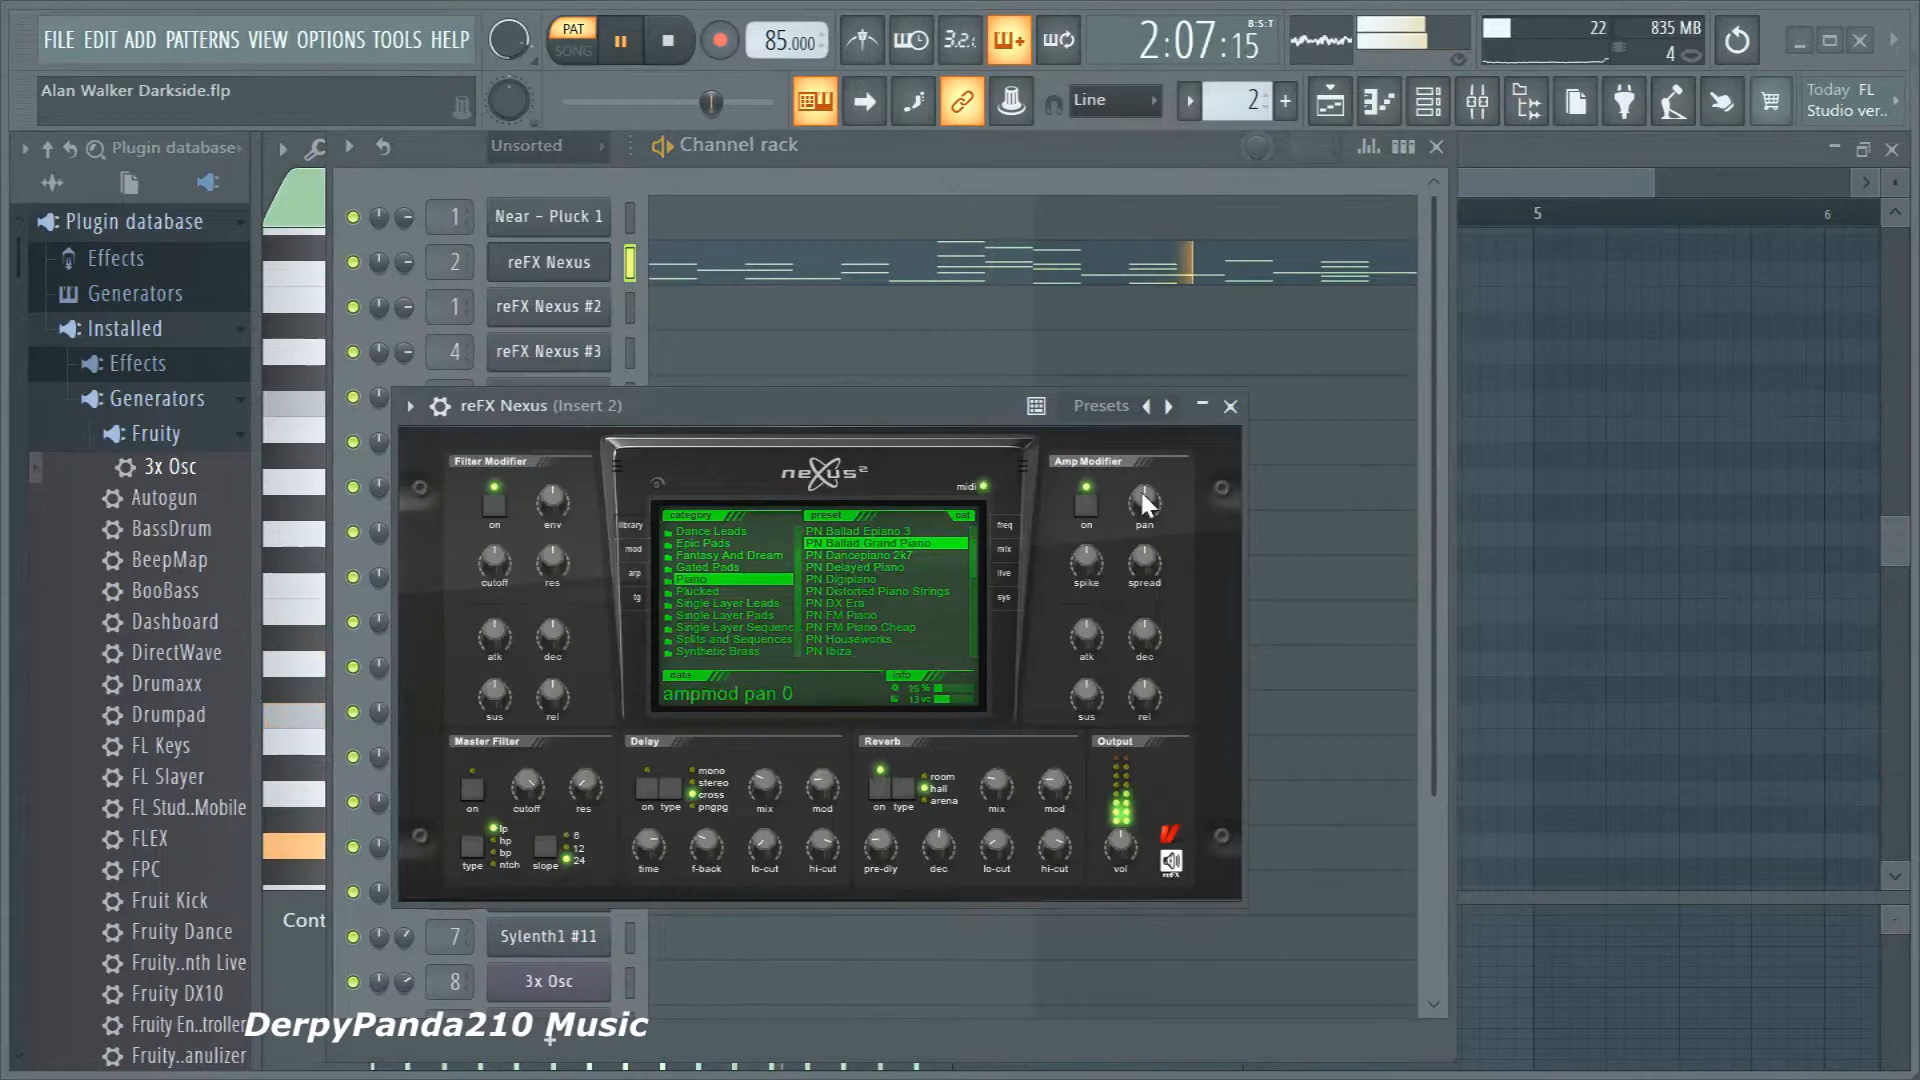 FILE EDIT ADD PATTERNS VIEW OPTIONS TOOLS HELP
PAT
SONG
85.000
3.2.
2:07:15
B:S:T
22
835 MB
4
Alan Walker Darkside.flp
Line
2
Today FL
Studio ver..
Plugin database
Unsorted
Channel rack
Plugin database
Effects
Generators
Installed
Effects
Generators
Fruity
3x Osc
Autogun
BassDrum
BeepMap
BooBass
Dashboard
DirectWave
Drumaxx
Drumpad
FL Keys
FL Slayer
FL Stud..Mobile
FLEX
FPC
Fruit Kick
Fruity Dance
Fruity..nth Live
Fruity DX10
Fruity En..troller
Fruity..anulizer
1 Near - Pluck 1
2 reFX Nexus
1 reFX Nexus #2
4 reFX Nexus #3
5
6
reFX Nexus (Insert 2)
Presets
Filter Modifier
on
env
cutoff
res
atk
dec
sus
rel
nexus2
midi
library
mod
arp
tg
category
preset
cat
Dance Leads
Epic Pads
Fantasy And Dream
Gated Pads
Piano
Plucked
Single Layer Leads
Single Layer Pads
Single Layer Sequenc
Splits and Sequences
Synthetic Brass
PN Ballad Epiano 3
PN Ballad Grand Piano
PN Dancepiano 2k7
PN Delayed Piano
PN Digipiano
PN Distorted Piano Strings
PN DX Era
PN FM Piano
PN FM Piano Cheap
PN Houseworks
PN Ibiza
data
info
ampmod pan 0
freq
mix
live
sys
Amp Modifier
on
pan
spike
spread
atk
dec
sus
rel
Master Filter
on
cutoff
res
type
lp
hp
bp
ntch
slope
6
12
24
Delay
on
type
mono
stereo
cross
pngpg
mix
mod
time
f-back
lo-cut
hi-cut
Reverb
on
type
room
hall
arena
mix
mod
pre-dly
dec
lo-cut
hi-cut
Output
vol
reFX
Cont
7 Sylenth1 #11
8 3x Osc
DerpyPanda210 Music